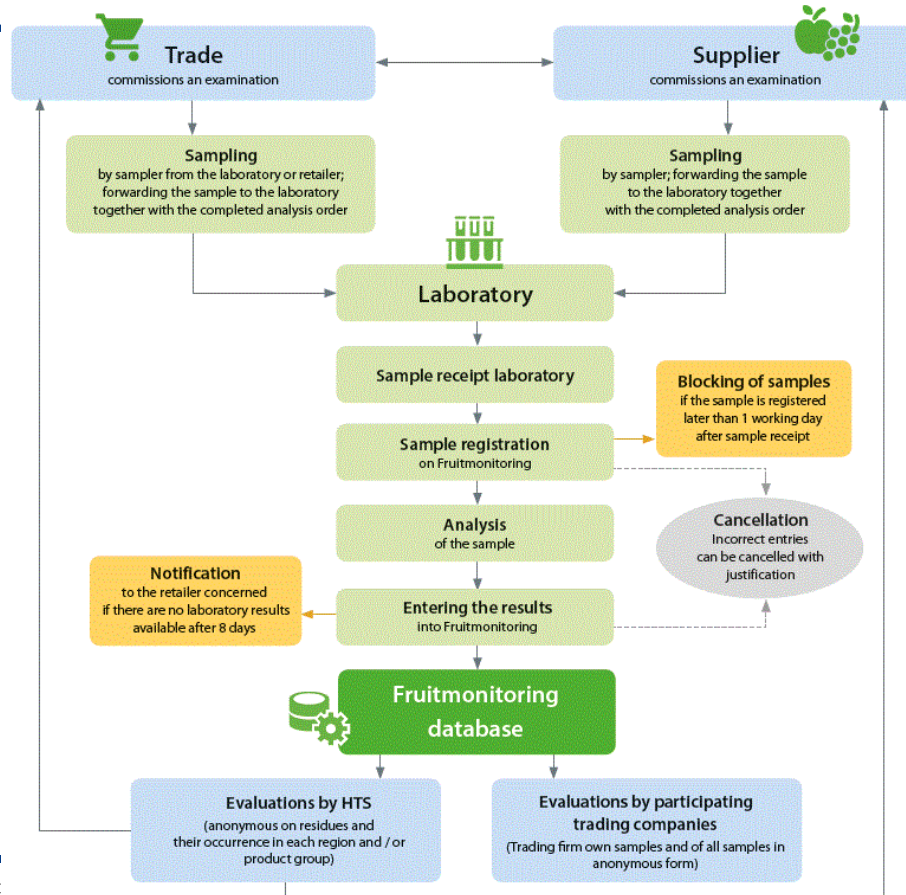 Trade
commissions an examination
Supplier
commissions an examination
Sampling
by sampler from the laboratory or retailer;
forwarding the sample to the laboratory
together with the completed analysis order
Sampling
by sampler; forwarding the sample
to the laboratory together
with the completed analysis order
Laboratory
Sample receipt laboratory
Blocking of samples
if the sample is registered
later than 1 working day
after sample receipt
Sample registration
on Fruitmonitoring
Analysis
of the sample
Cancellation
Incorrect entries
can be cancelled with
justification
Notification
to the retailer concerned
if there are no laboratory results
available after 8 days
Entering the results
into Fruitmonitoring
Fruitmonitoring
database
Evaluations by HTS
(anonymous on residues and
their occurrence in each region and / or
product group)
Evaluations by participating
trading companies
(Trading firm own samples and of all samples in
anonymous form)